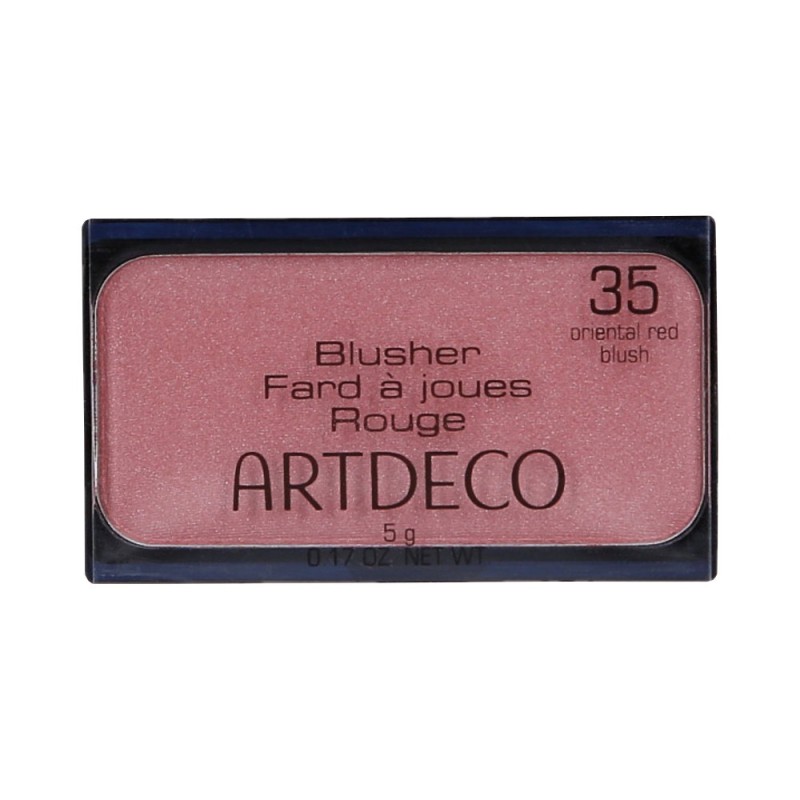 35
oriental red
blush
Blusher
Fard à joues
Rouge
ARTDECO
5 g
0.17 OZ. NET WT